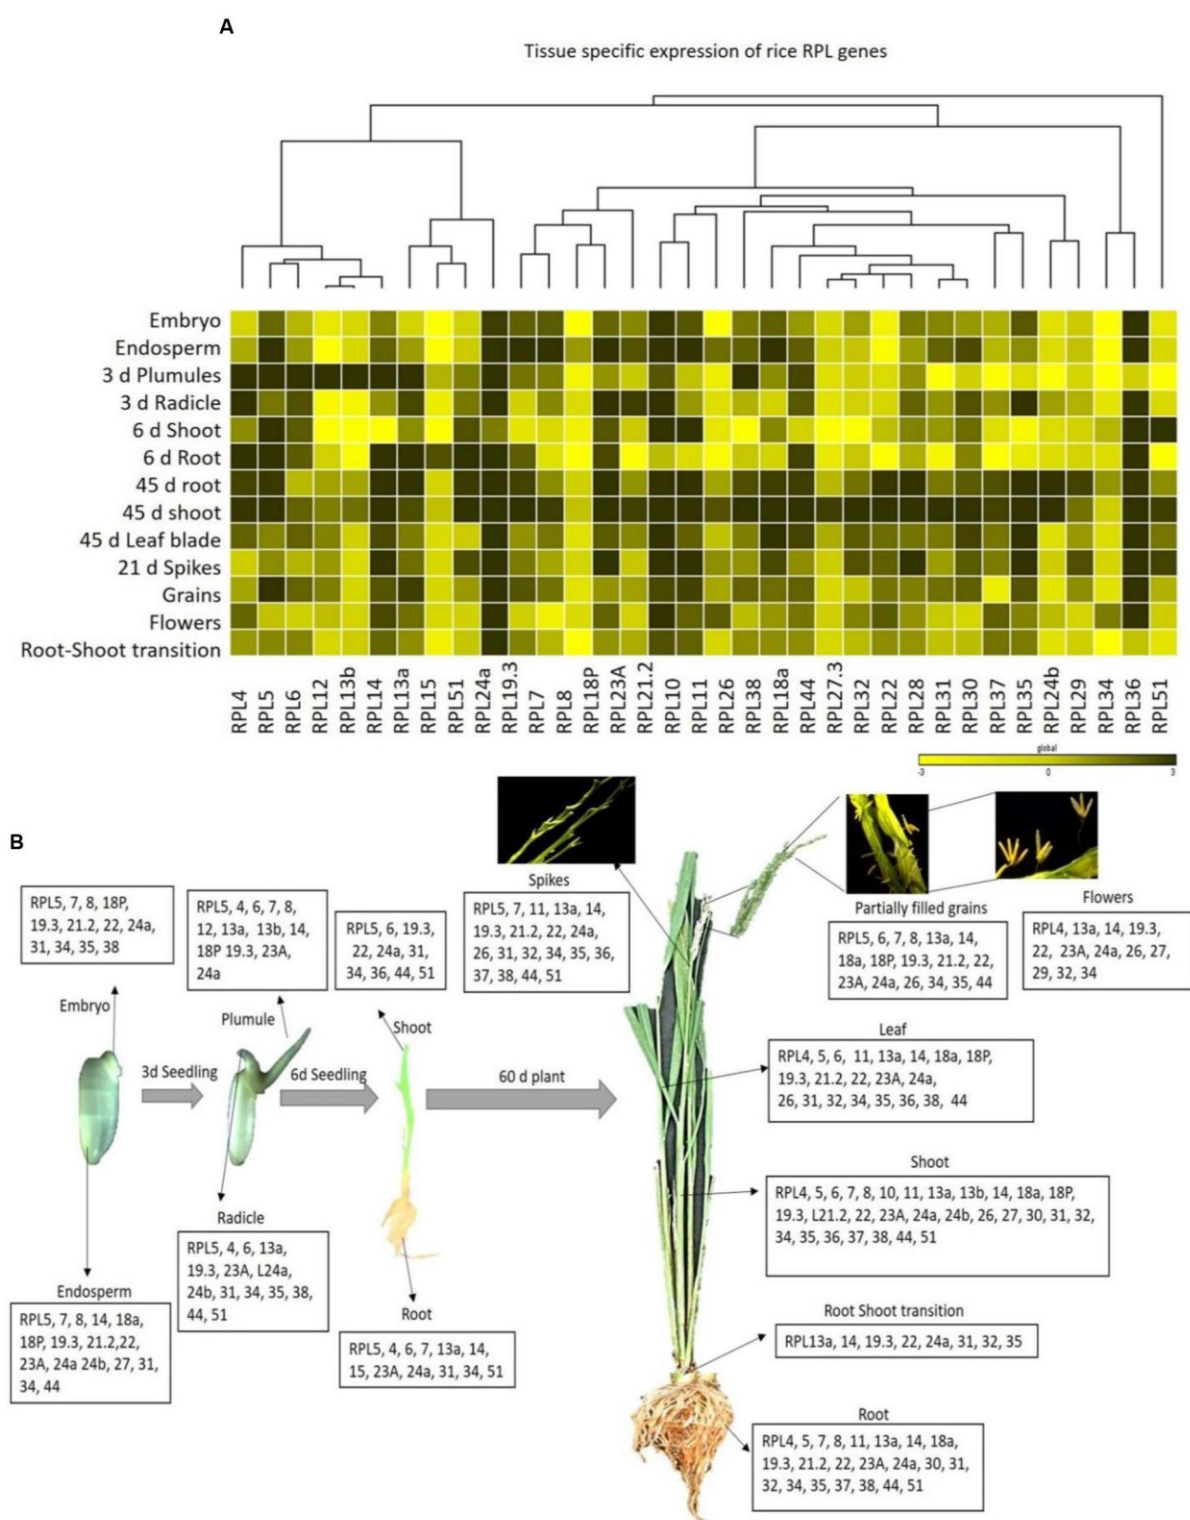 A
Tissue specific expression of rice RPL genes
Embryo
Endosperm
3 d Plumules
3 d Radicle
6 d Shoot
6 d Root
45 d root
45 d shoot
45 d Leaf blade
21 d Spikes
Grains
Flowers
Root-Shoot transition
RPL4
RPL5
RPL6
RPL12
RPL13b
RPL14
RPL13a
RPL15
RPL51
RPL24a
RPL19.3
RPL7
RPL8
RPL18P
RPL23A
RPL21.2
RPL10
RPL11
RPL26
RPL38
RPL18a
RPL44
RPL27.3
RPL32
RPL22
RPL28
RPL31
RPL30
RPL37
RPL35
RPL24b
RPL29
RPL34
RPL36
RPL51
global
-3 0 3
B
RPL5, 7, 8, 18P,
19.3, 21.2, 22, 24a,
31, 34, 35, 38
Embryo
RPL5, 4, 6, 7, 8,
12, 13a, 13b, 14,
18P 19.3, 23A,
24a
Plumule
RPL5, 6, 19.3,
22, 24a, 31,
34, 36, 44, 51
Shoot
Spikes
RPL5, 7, 11, 13a, 14,
19.3, 21.2, 22, 24a,
26, 31, 32, 34, 35, 36,
37, 38, 44, 51
Partially filled grains
RPL5, 6, 7, 8, 13a, 14,
18a, 18P, 19.3, 21.2, 22,
23A, 24a, 26, 34, 35, 44
Flowers
RPL4, 13a, 14, 19.3,
22, 23A, 24a, 26, 27,
29, 32, 34
3d Seedling
6d Seedling
60 d plant
Leaf
RPL4, 5, 6, 11, 13a, 14, 18a, 18P,
19.3, 21.2, 22, 23A, 24a,
26, 31, 32, 34, 35, 36, 38, 44
Shoot
RPL4, 5, 6, 7, 8, 10, 11, 13a, 13b, 14, 18a, 18P,
19.3, L21.2, 22, 23A, 24a, 24b, 26, 27, 30, 31, 32,
34, 35, 36, 37, 38, 44, 51
Radicle
RPL5, 4, 6, 13a,
19.3, 23A, L24a,
24b, 31, 34, 35, 38,
44, 51
Endosperm
RPL5, 7, 8, 14, 18a,
18P, 19.3, 21.2,22,
23A, 24a 24b, 27, 31,
34, 44
Root
RPL5, 4, 6, 7, 13a, 14,
15, 23A, 24a, 31, 34, 51
Root Shoot transition
RPL13a, 14, 19.3, 22, 24a, 31, 32, 35
Root
RPL4, 5, 7, 8, 11, 13a, 14, 18a,
19.3, 21.2, 22, 23A, 24a, 30, 31,
32, 34, 35, 37, 38, 44, 51